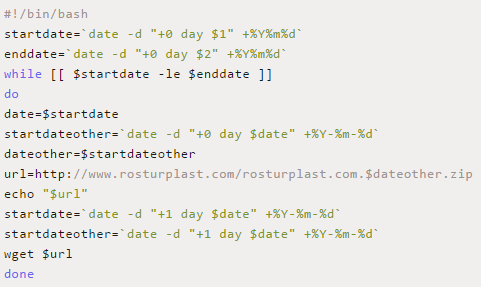 #!/bin/bash
startdate=`date -d "+0 day $1" +%Y%m%d`
enddate=`date -d "+0 day $2" +%Y%m%d`
while [[ $startdate -le $enddate ]]
do
date=$startdate
startdateother=`date -d "+0 day $date" +%Y-%m-%d`
dateother=$startdateother
url=http://www.rosturplast.com/rosturplast.com.$dateother.zip
echo "$url"
startdate=`date -d "+1 day $date" +%Y-%m-%d`
startdateother=`date -d "+1 day $date" +%Y-%m-%d`
wget $url
done